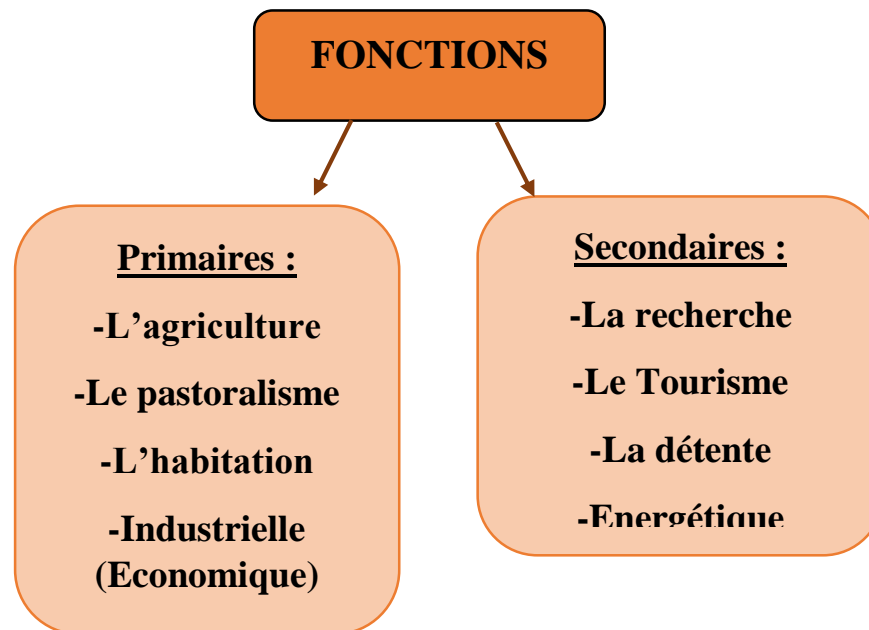 FONCTIONS
Primaires :
-L’agriculture
-Le pastoralisme
-L’habitation
-Industrielle
(Economique)
Secondaires :
-La recherche
-Le Tourisme
-La détente
-Energétique